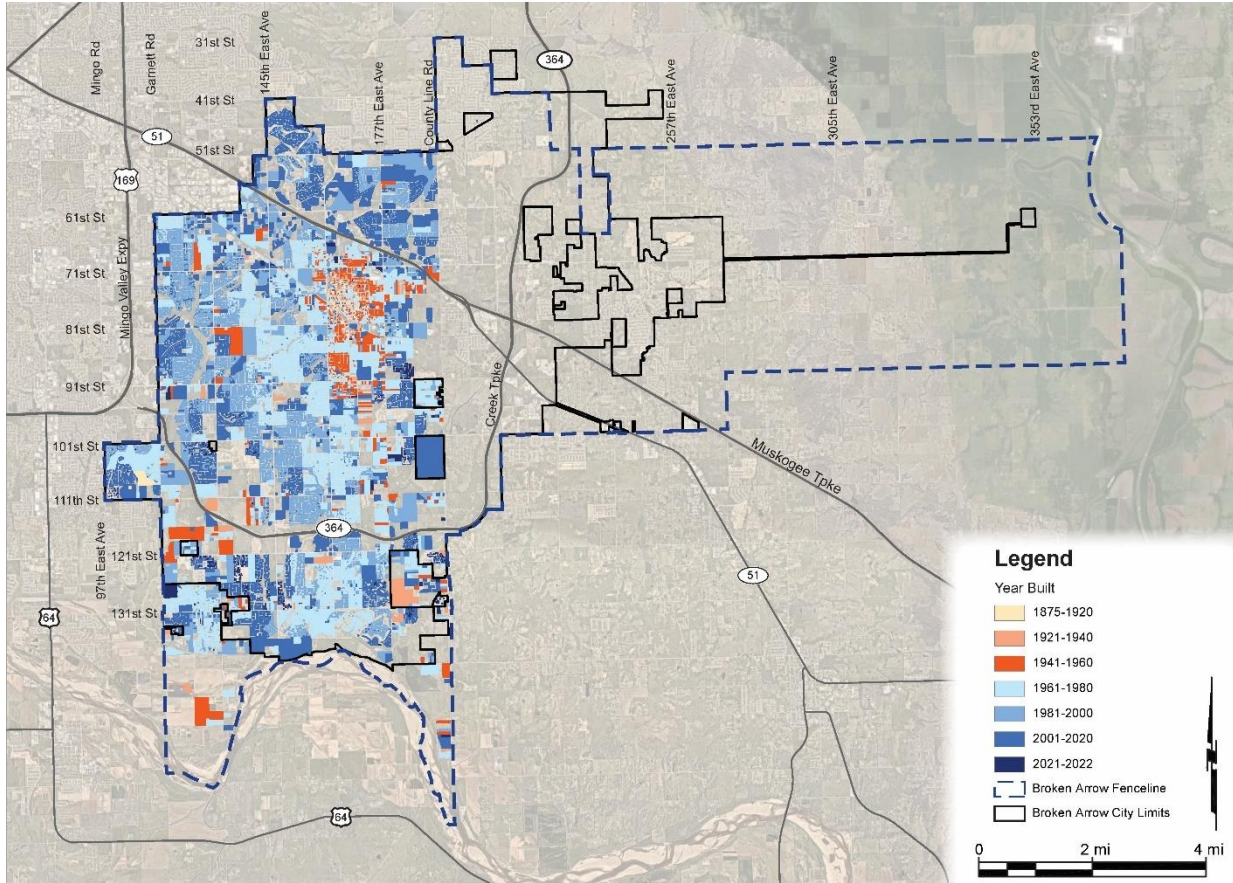 31st St
41st St
51st St
61st St
71st St
81st St
91st St
101st St
111th St
121st St
131st St
Mingo Rd
Garnett Rd
145th East Ave
177th East Ave
County Line Rd
257th East Ave
305th East Ave
353rd East Ave
364
51
169
Mingo Valley Expy
Creek Tpke
Muskogee Tpke
97th East Ave
364
51
64
64
Legend
Year Built
1875-1920
1921-1940
1941-1960
1961-1980
1981-2000
2001-2020
2021-2022
Broken Arrow Fenceline
Broken Arrow City Limits
N
0 2 mi 4 mi